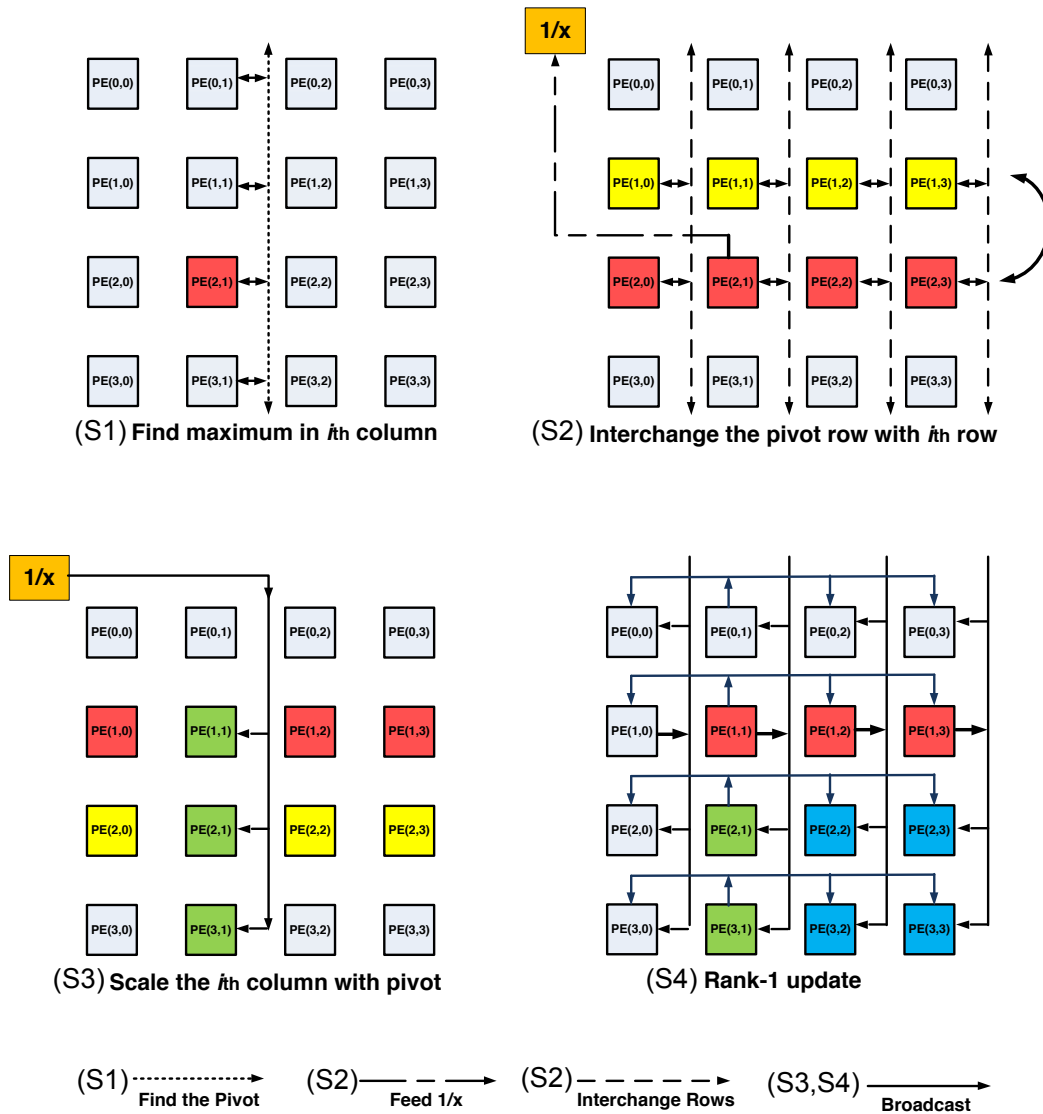 1/x
PE(0,0) PE(0,1) PE(0,2) PE(0,3)
PE(1,0) PE(1,1) PE(1,2) PE(1,3)
PE(2,0) PE(2,1) PE(2,2) PE(2,3)
PE(3,0) PE(3,1) PE(3,2) PE(3,3)
(S1) Find maximum in ith column
PE(0,0) PE(0,1) PE(0,2) PE(0,3)
PE(1,0) PE(1,1) PE(1,2) PE(1,3)
PE(2,0) PE(2,1) PE(2,2) PE(2,3)
PE(3,0) PE(3,1) PE(3,2) PE(3,3)
(S2) Interchange the pivot row with ith row
1/x
PE(0,0) PE(0,1) PE(0,2) PE(0,3)
PE(1,0) PE(1,1) PE(1,2) PE(1,3)
PE(2,0) PE(2,1) PE(2,2) PE(2,3)
PE(3,0) PE(3,1) PE(3,2) PE(3,3)
(S3) Scale the ith column with pivot
PE(0,0) PE(0,1) PE(0,2) PE(0,3)
PE(1,0) PE(1,1) PE(1,2) PE(1,3)
PE(2,0) PE(2,1) PE(2,2) PE(2,3)
PE(3,0) PE(3,1) PE(3,2) PE(3,3)
(S4) Rank-1 update
(S1) Find the Pivot
(S2) Feed 1/x
(S2) Interchange Rows
(S3,S4) Broadcast